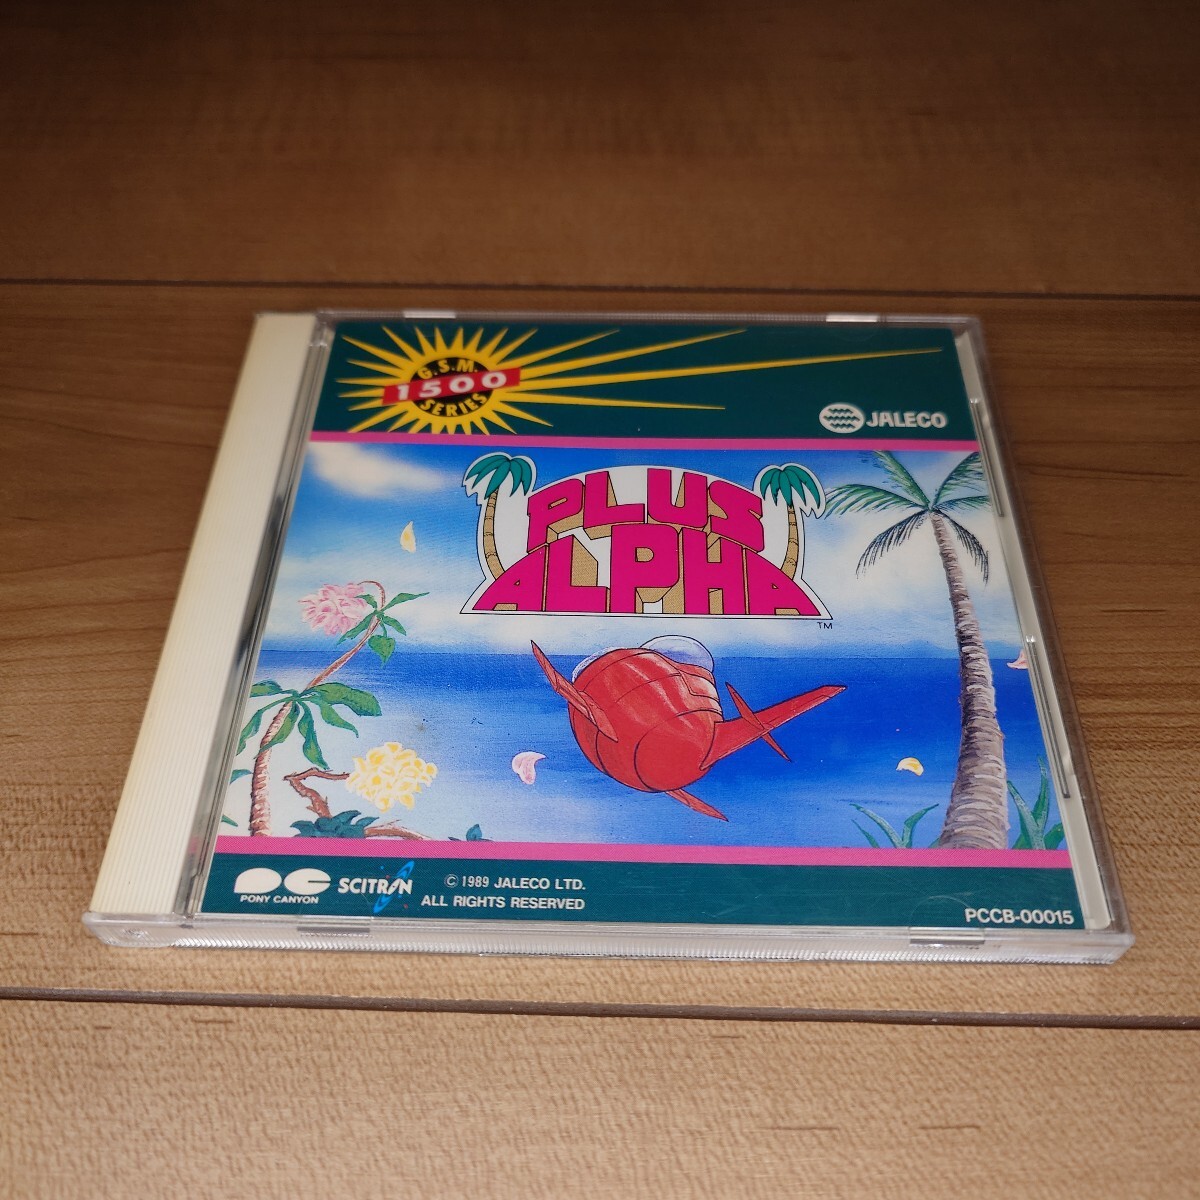 G.S.M.
1500
SERIES
JALECO
PLUS
ALPHA
TM
PONY CANYON
SCITRON
© 1989 JALECO LTD.
ALL RIGHTS RESERVED
PCCB-00015